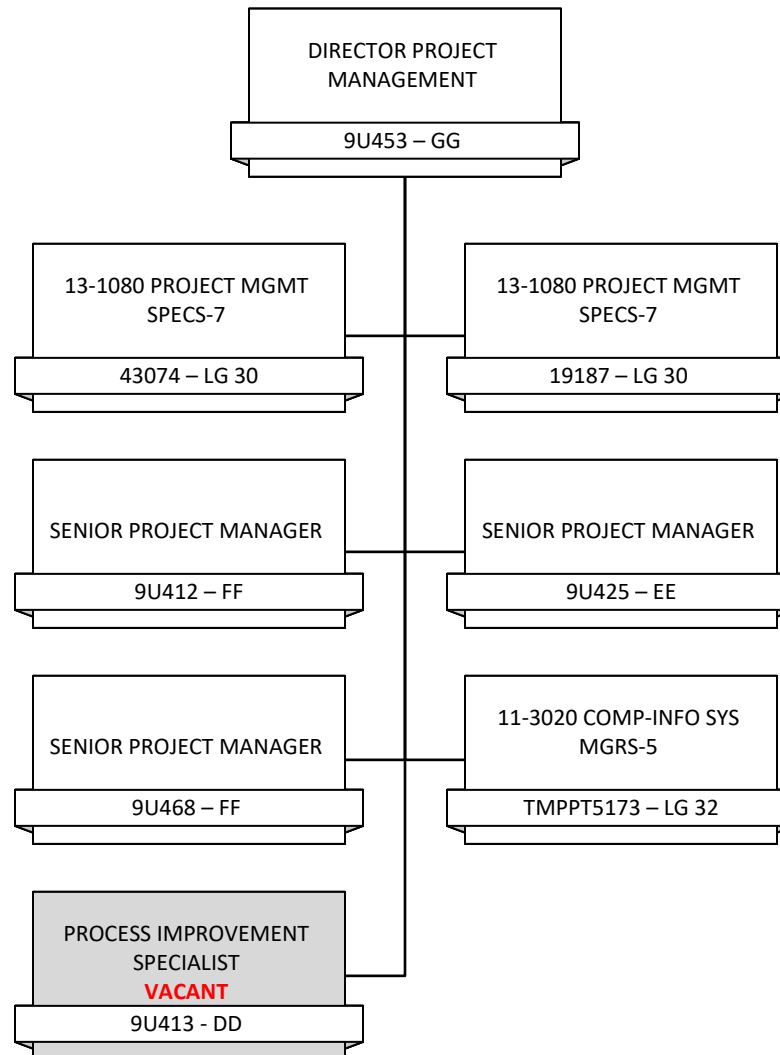 DIRECTOR PROJECT
MANAGEMENT
9U453 – GG
13-1080 PROJECT MGMT
SPECS-7
43074 – LG 30
13-1080 PROJECT MGMT
SPECS-7
19187 – LG 30
SENIOR PROJECT MANAGER
9U412 – FF
SENIOR PROJECT MANAGER
9U425 – EE
SENIOR PROJECT MANAGER
9U468 – FF
11-3020 COMP-INFO SYS
MGRS-5
TMPPT5173 – LG 32
PROCESS IMPROVEMENT
SPECIALIST
VACANT
9U413 - DD